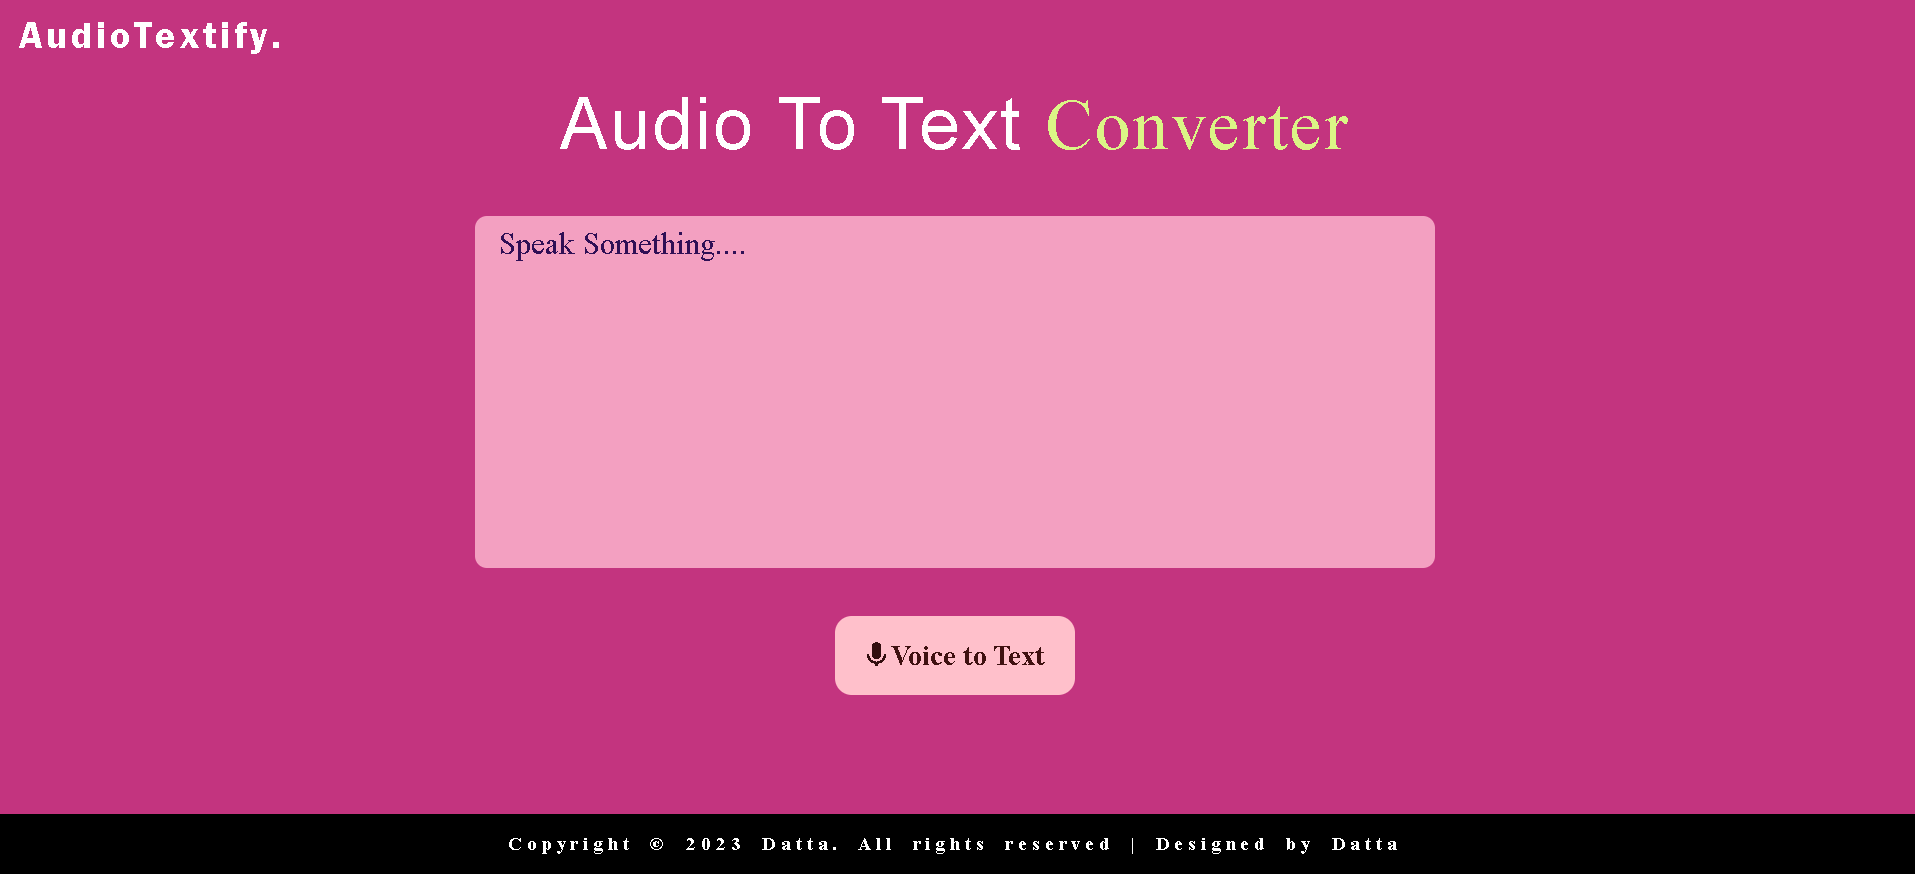 AudioTextify.
Audio To Text Converter
Speak Something....
Voice to Text
Copyright © 2023 Datta. All rights reserved | Designed by Datta